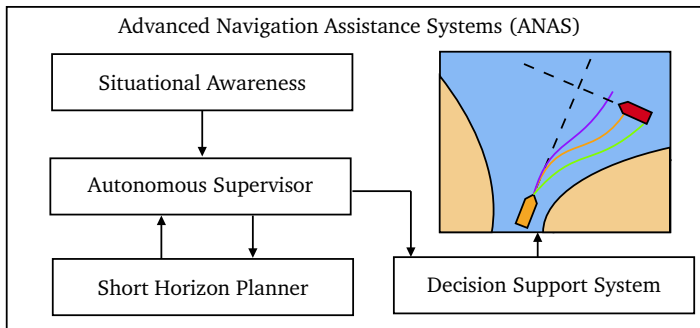 Advanced Navigation Assistance Systems (ANAS)
Situational Awareness
Autonomous Supervisor
Short Horizon Planner
Decision Support System